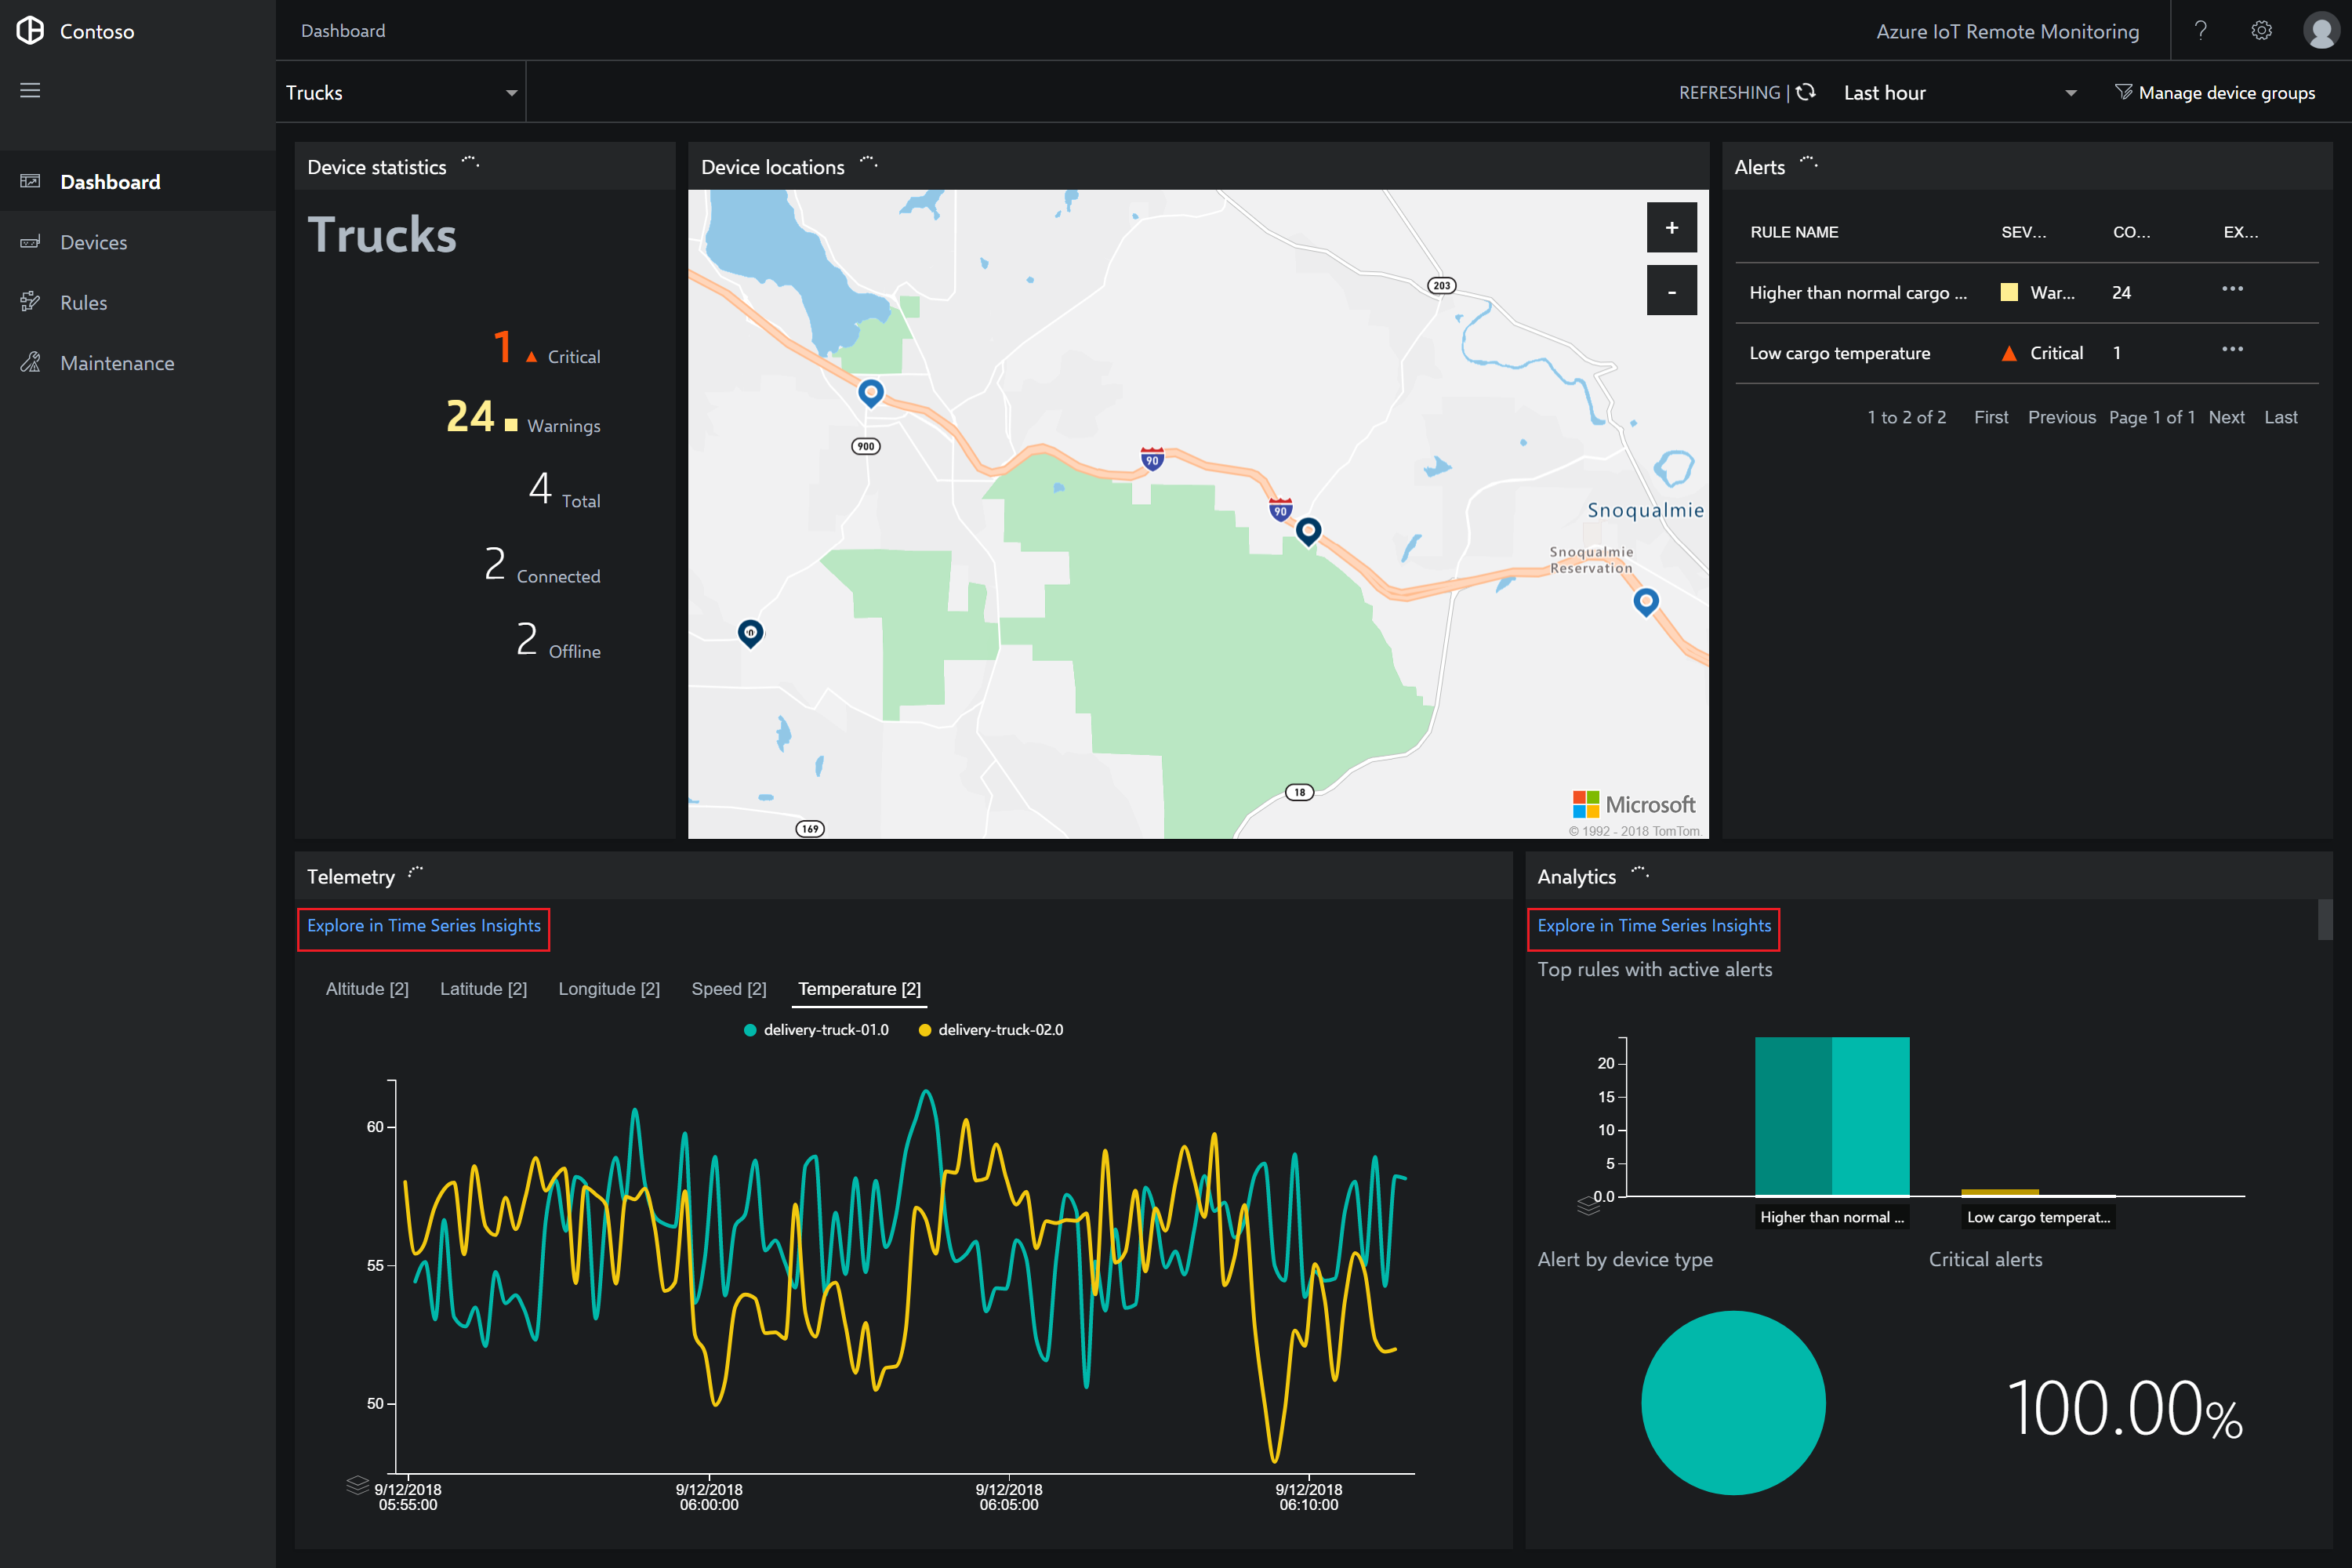 Contoso
Dashboard
Azure IoT Remote Monitoring
?
Trucks
REFRESHING |
Last hour
Manage device groups
Dashboard
Devices
Rules
Maintenance
Device statistics
Trucks
1 Critical
24 Warnings
4 Total
2 Connected
2 Offline
Device locations
+
-
203
900
90
90
Snoqualmie
Snoqualmie
Reservation
18
169
Microsoft
© 1992 - 2018 TomTom.
Alerts
RULE NAME SEV... CO... EX...
Higher than normal cargo ... War... 24 •••
Low cargo temperature Critical 1 •••
1 to 2 of 2 First Previous Page 1 of 1 Next Last
Telemetry
Explore in Time Series Insights
Altitude [2] Latitude [2] Longitude [2] Speed [2] Temperature [2]
delivery-truck-01.0 delivery-truck-02.0
60
55
50
9/12/2018 9/12/2018 9/12/2018 9/12/2018
05:55:00 06:00:00 06:05:00 06:10:00
Analytics
Explore in Time Series Insights
Top rules with active alerts
20
15
10
5
0.0
Higher than normal ... Low cargo temperat...
Alert by device type Critical alerts
100.00%